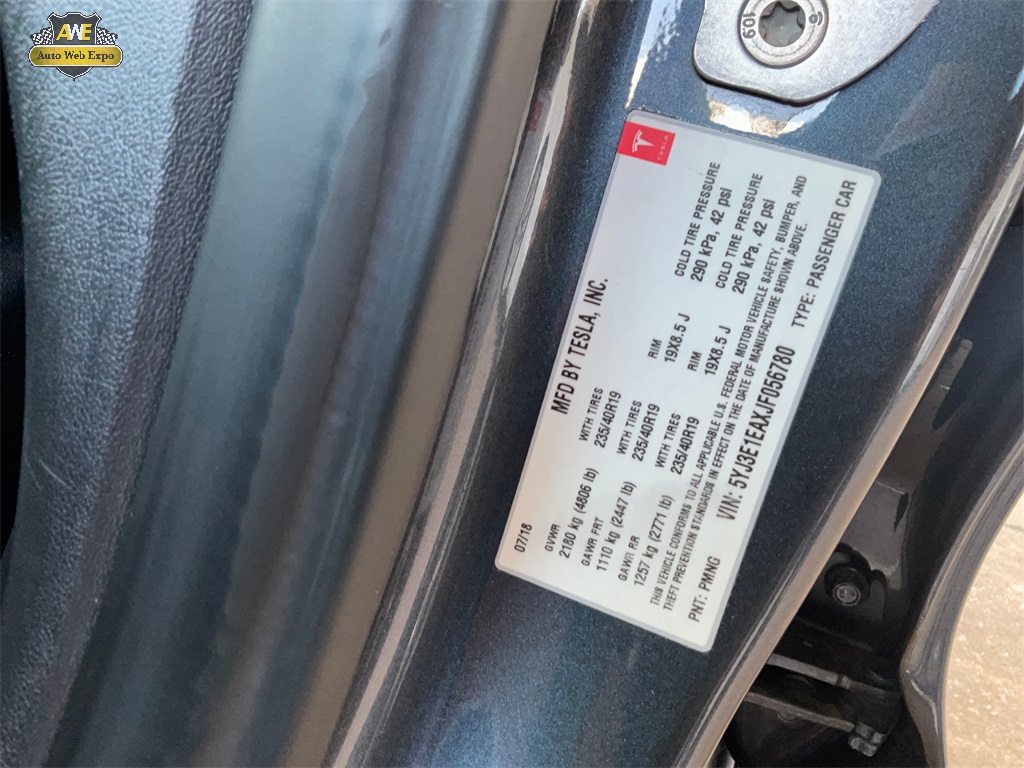 AWE
Auto Web Expo
109
TESLA
07/18
MFD BY TESLA, INC.
GVWR
2180 kg (4806 lb)
WITH TIRES
235/40R19
RIM
19X8.5 J
COLD TIRE PRESSURE
290 kPa, 42 psi
GAWR FRT
1110 kg (2447 lb)
WITH TIRES
235/40R19
RIM
19X8.5 J
COLD TIRE PRESSURE
290 kPa, 42 psi
GAWR RR
1257 kg (2771 lb)
WITH TIRES
235/40R19
THIS VEHICLE CONFORMS TO ALL APPLICABLE U.S. FEDERAL MOTOR VEHICLE SAFETY, BUMPER, AND
THEFT PREVENTION STANDARDS IN EFFECT ON THE DATE OF MANUFACTURE SHOWN ABOVE.
PNT: PMNG VIN: 5YJ3E1EAXJF056780 TYPE: PASSENGER CAR